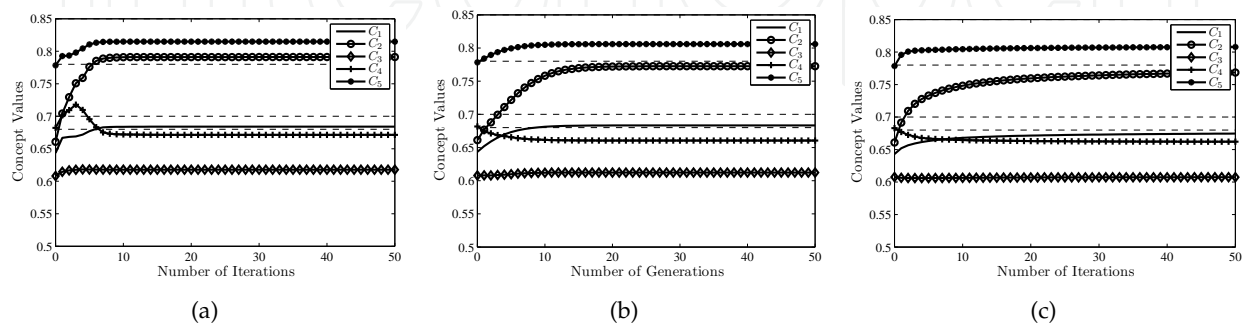 0.85
0.8
0.75
0.7
0.65
0.6
0.55
0.5
0 10 20 30 40 50
Concept Values
Number of Iterations
C1
C2
C3
C4
C5
(a)
0.85
0.8
0.75
0.7
0.65
0.6
0.55
0.5
0 10 20 30 40 50
Concept Values
Number of Generations
C1
C2
C3
C4
C5
(b)
0.85
0.8
0.75
0.7
0.65
0.6
0.55
0.5
0 10 20 30 40 50
Concept Values
Number of Iterations
C1
C2
C3
C4
C5
(c)